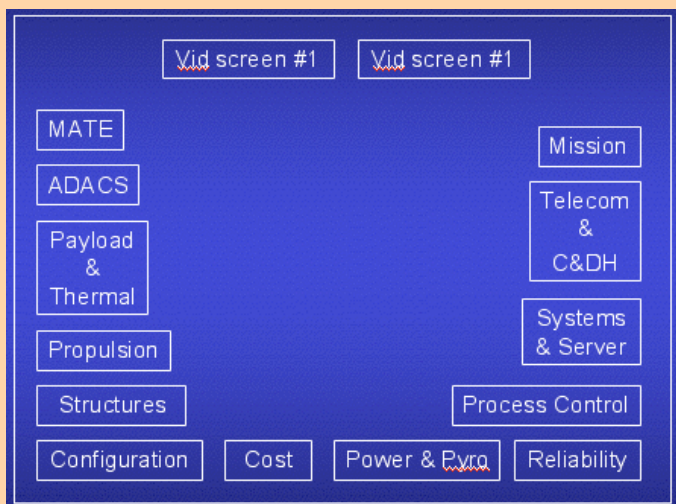 Vid screen #1
Vid screen #1
MATE
ADACS
Payload
&
Thermal
Propulsion
Structures
Configuration
Cost
Power & Pyro
Reliability
Process Control
Systems
& Server
Telecom
&
C&DH
Mission